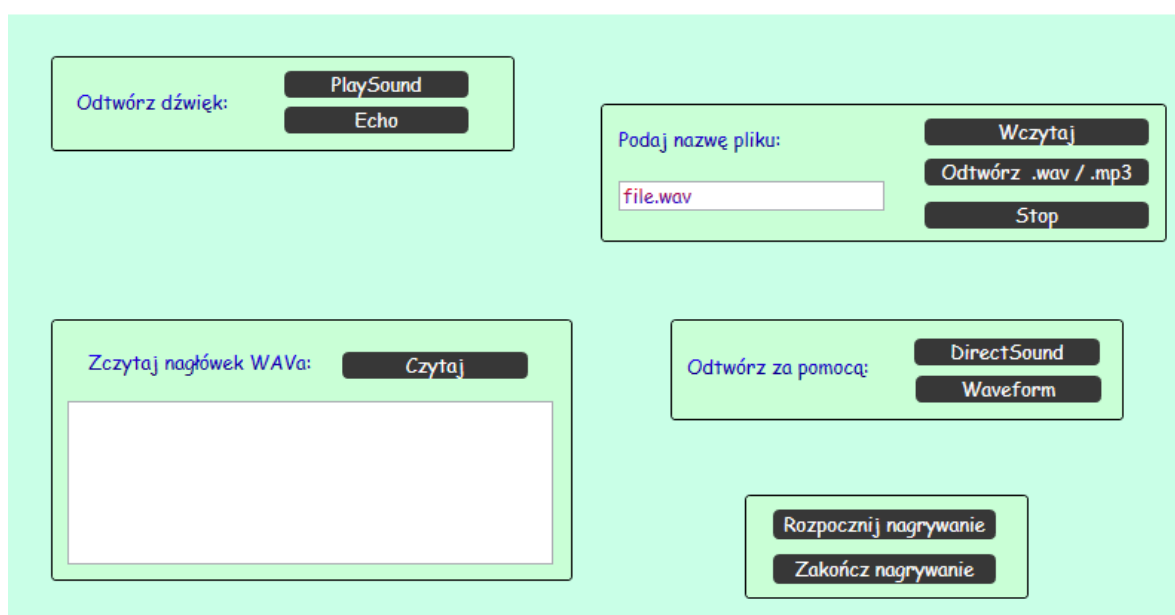 Odtwórz dźwięk:
PlaySound
Echo
Podaj nazwę pliku:
file.wav
Wczytaj
Odtwórz .wav / .mp3
Stop
Zczytaj nagłówek WAVa:
Czytaj
Odtwórz za pomocą:
DirectSound
Waveform
Rozpocznij nagrywanie
Zakończ nagrywanie